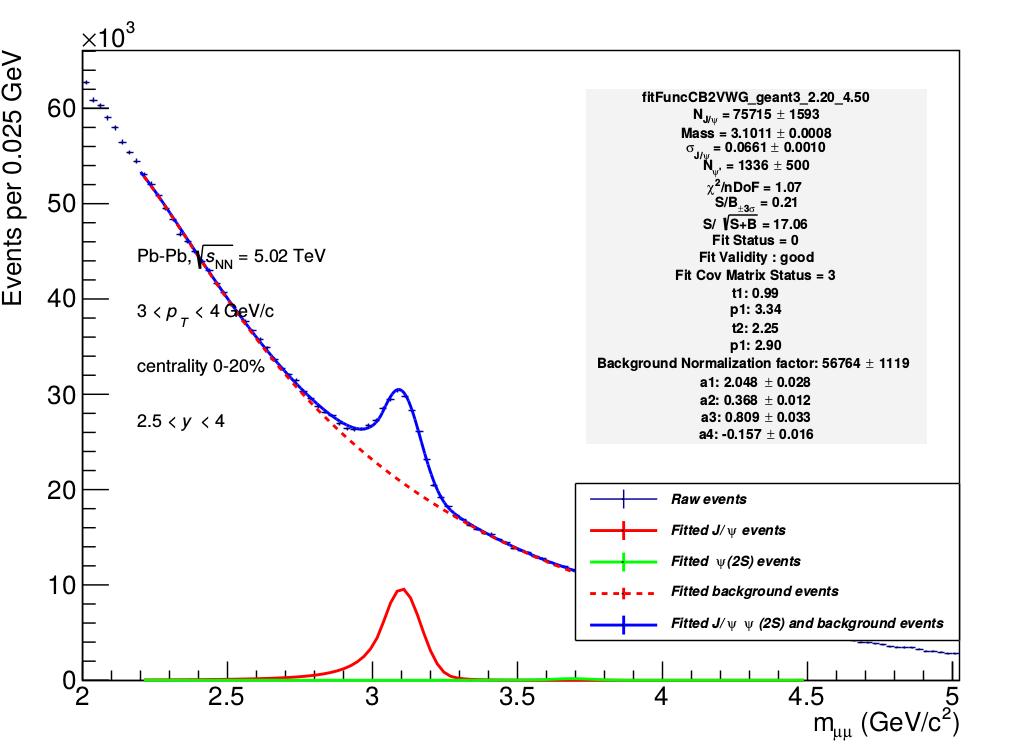 ×10³
Events per 0.025 GeV
60
50
40
30
20
10
0
2
2.5
3
3.5
4
4.5
5
m_μμ (GeV/c²)
Pb-Pb, √s_NN = 5.02 TeV
3 < p_T < 4 GeV/c
centrality 0-20%
2.5 < y < 4
fitFuncCB2VWG_geant3_2.20_4.50
N_J/ψ = 75715 ± 1593
Mass = 3.1011 ± 0.0008
σ_J/ψ = 0.0661 ± 0.0010
N_ψ' = 1336 ± 500
χ²/nDoF = 1.07
S/B_±3σ = 0.21
S/ √S+B = 17.06
Fit Status = 0
Fit Validity : good
Fit Cov Matrix Status = 3
t1: 0.99
p1: 3.34
t2: 2.25
p1: 2.90
Background Normalization factor: 56764 ± 1119
a1: 2.048 ± 0.028
a2: 0.368 ± 0.012
a3: 0.809 ± 0.033
a4: -0.157 ± 0.016
Raw events
Fitted J/ψ events
Fitted ψ(2S) events
Fitted background events
Fitted J/ψ ψ (2S) and background events